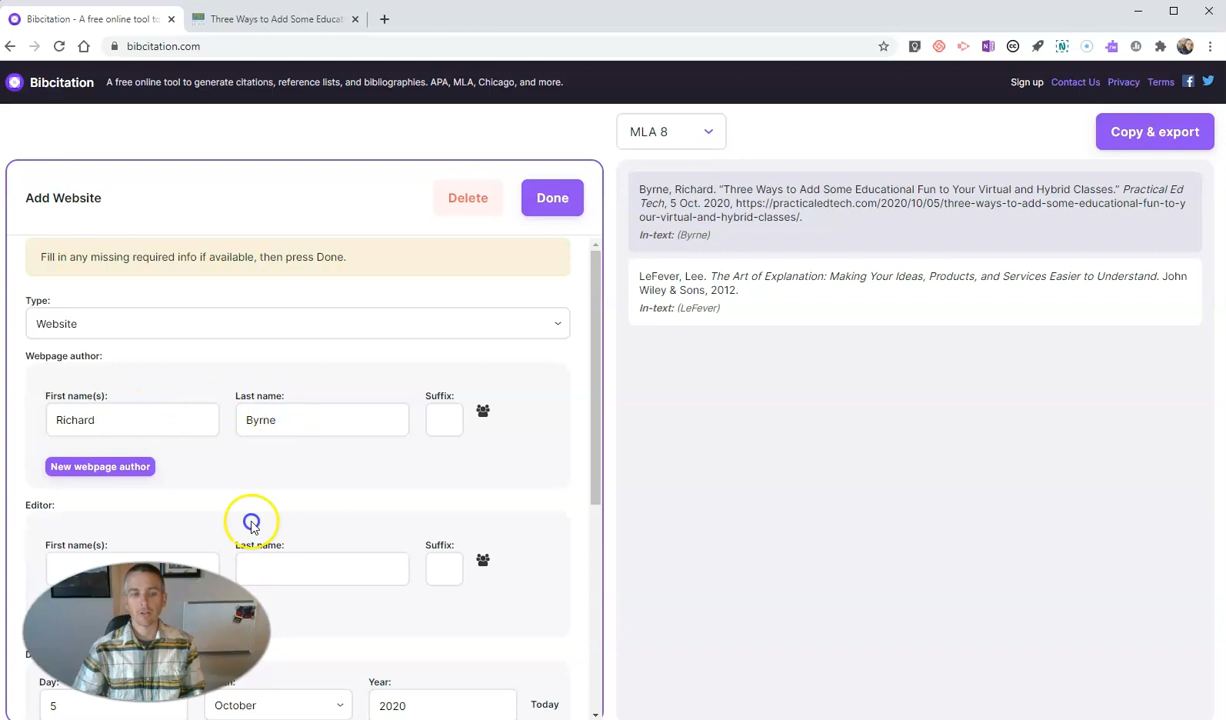 Bibcitation - A free online tool to
Three Ways to Add Some Educat
bibcitation.com
Bibcitation
A free online tool to generate citations, reference lists, and bibliographies. APA, MLA, Chicago, and more.
Sign up
Contact Us
Privacy
Terms
MLA 8
Copy & export
Add Website
Delete
Done
Fill in any missing required info if available, then press Done.
Type:
Website
Webpage author:
First name(s):
Last name:
Suffix:
Richard
Byrne
New webpage author
Editor:
First name(s):
Last name:
Suffix:
Day:
Year:
5
October
2020
Today
Byrne, Richard. “Three Ways to Add Some Educational Fun to Your Virtual and Hybrid Classes.” Practical Ed
Tech, 5 Oct. 2020, https://practicaledtech.com/2020/10/05/three-ways-to-add-some-educational-fun-to-y
our-virtual-and-hybrid-classes/.
In-text: (Byrne)
LeFever, Lee. The Art of Explanation: Making Your Ideas, Products, and Services Easier to Understand. John
Wiley & Sons, 2012.
In-text: (LeFever)